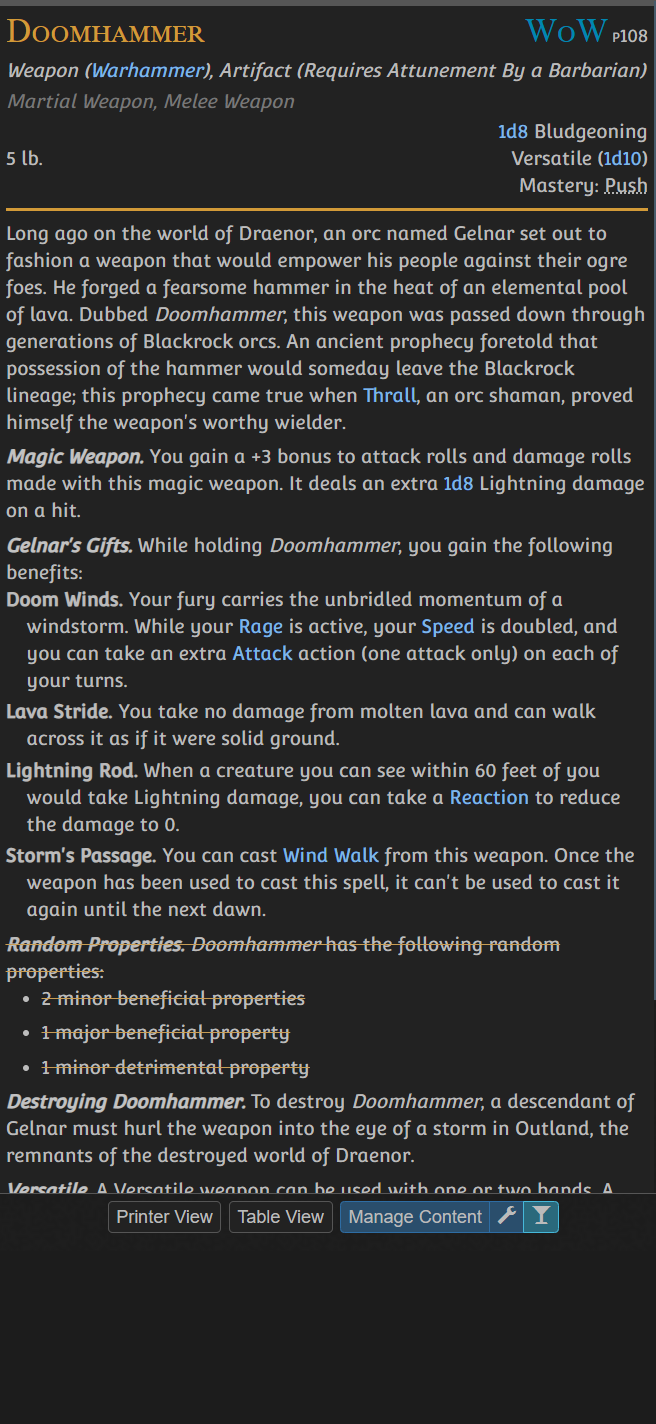 Doomhammer WoW p108
Weapon (Warhammer), Artifact (Requires Attunement By a Barbarian)
Martial Weapon, Melee Weapon
1d8 Bludgeoning
5 lb. Versatile (1d10)
Mastery: Push
Long ago on the world of Draenor, an orc named Gelnar set out to
fashion a weapon that would empower his people against their ogre
foes. He forged a fearsome hammer in the heat of an elemental pool
of lava. Dubbed Doomhammer, this weapon was passed down through
generations of Blackrock orcs. An ancient prophecy foretold that
possession of the hammer would someday leave the Blackrock
lineage; this prophecy came true when Thrall, an orc shaman, proved
himself the weapon's worthy wielder.
Magic Weapon. You gain a +3 bonus to attack rolls and damage rolls
made with this magic weapon. It deals an extra 1d8 Lightning damage
on a hit.
Gelnar's Gifts. While holding Doomhammer, you gain the following
benefits:
Doom Winds. Your fury carries the unbridled momentum of a
windstorm. While your Rage is active, your Speed is doubled, and
you can take an extra Attack action (one attack only) on each of
your turns.
Lava Stride. You take no damage from molten lava and can walk
across it as if it were solid ground.
Lightning Rod. When a creature you can see within 60 feet of you
would take Lightning damage, you can take a Reaction to reduce
the damage to 0.
Storm's Passage. You can cast Wind Walk from this weapon. Once the
weapon has been used to cast this spell, it can't be used to cast it
again until the next dawn.
Random Properties. Doomhammer has the following random
properties:
• 2 minor beneficial properties
• 1 major beneficial property
• 1 minor detrimental property
Destroying Doomhammer. To destroy Doomhammer, a descendant of
Gelnar must hurl the weapon into the eye of a storm in Outland, the
remnants of the destroyed world of Draenor.
Versatile. A Versatile weapon can be used with one or two hands. A
Printer View Table View Manage Content